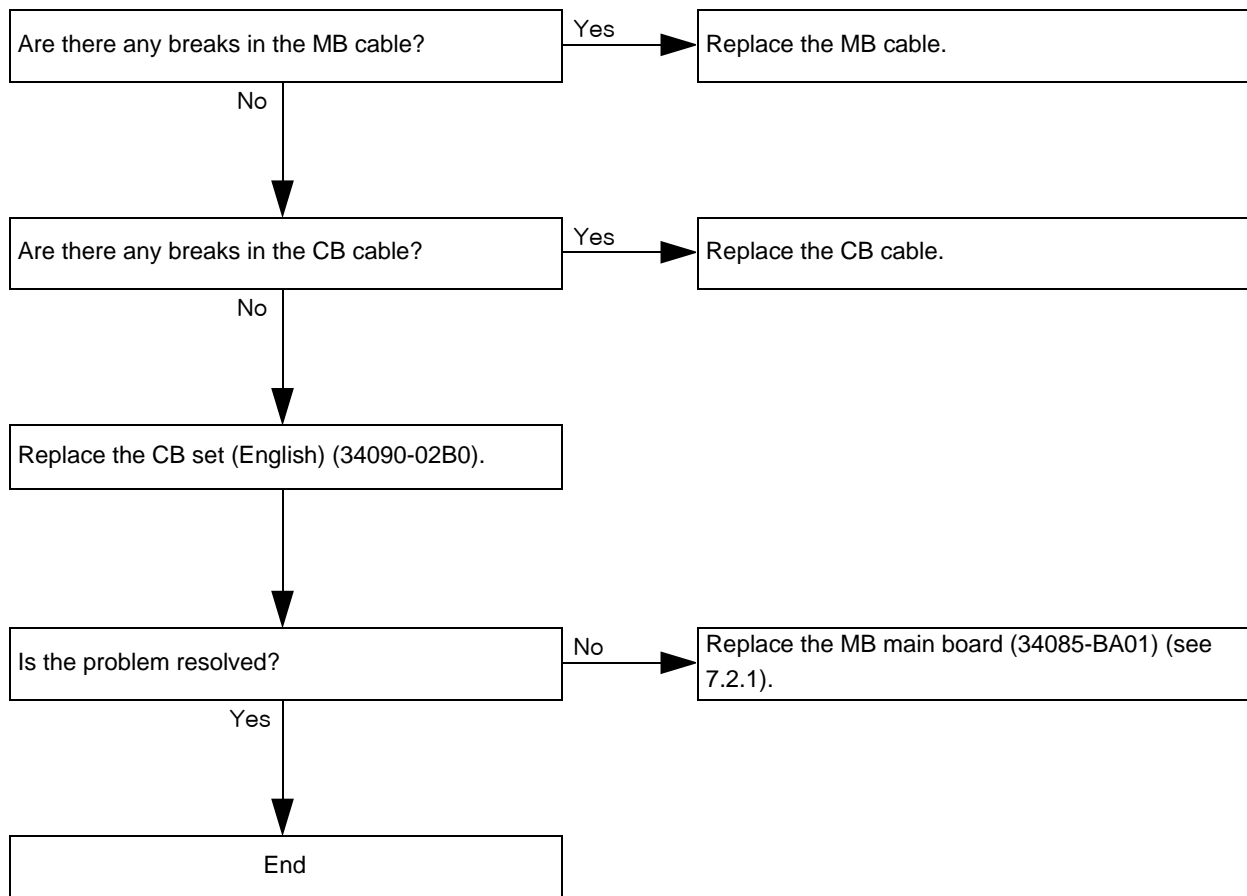 Are there any breaks in the MB cable?
Yes
Replace the MB cable.
No
Are there any breaks in the CB cable?
Yes
Replace the CB cable.
No
Replace the CB set (English) (34090-02B0).
Is the problem resolved?
No
Replace the MB main board (34085-BA01) (see
7.2.1).
Yes
End